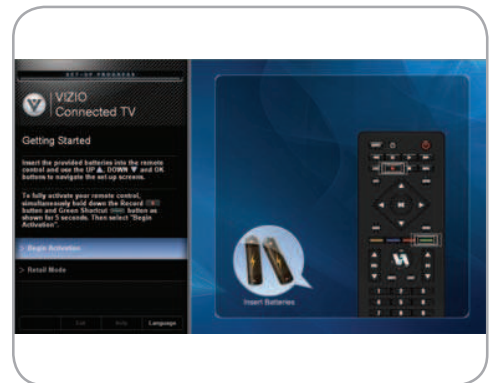 SET-UP PROGRESS
VIZIO
Connected TV
Getting Started
Insert the provided batteries into the remote
control and use the UP ▲, DOWN ▼ and OK
buttons to navigate the set up screens.
To fully activate your remote control,
simultaneously hold down the Record
button and Green Shortcut button as
shown for 5 seconds. Then select "Begin
Activation".
> Begin Activation
> Retail Mode
Exit Help Language
Insert Batteries